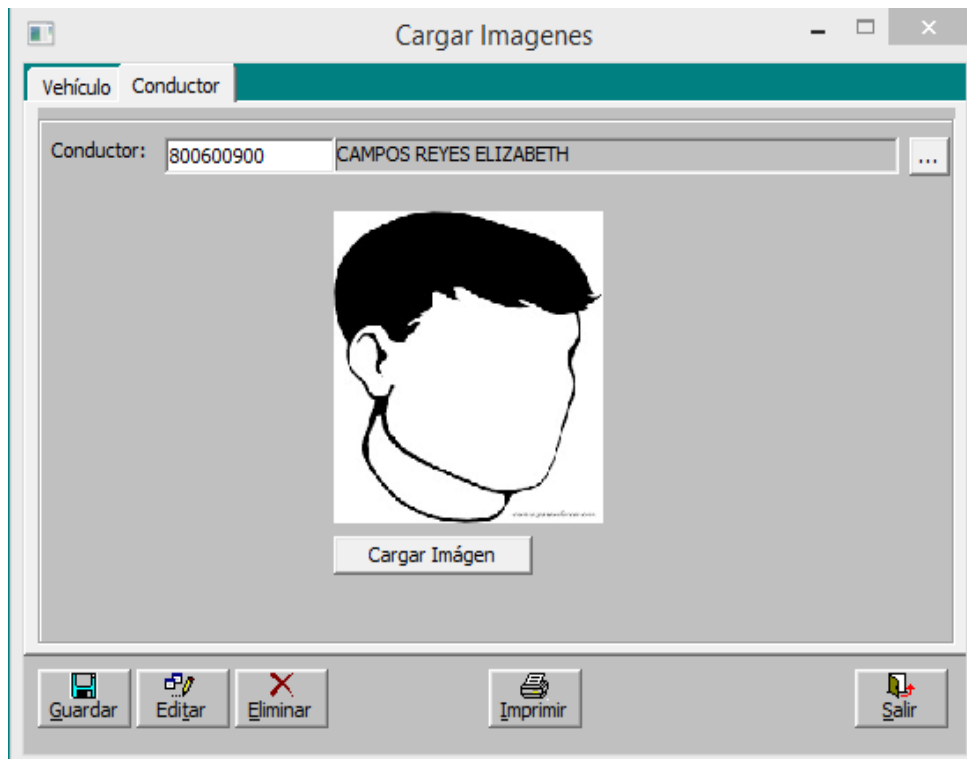 Cargar Imagenes
Vehículo Conductor
Conductor: 800600900 CAMPOS REYES ELIZABETH ...
Cargar Imágen
Guardar Editar Eliminar Imprimir Salir